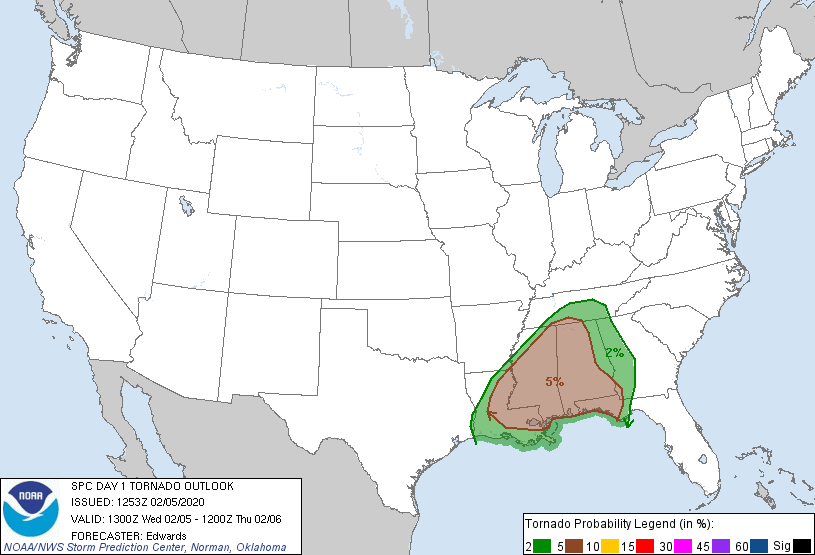 2%
5%
NOAA
SPC DAY 1 TORNADO OUTLOOK
ISSUED: 1253Z 02/05/2020
VALID: 1300Z Wed 02/05 - 1200Z Thu 02/06
FORECASTER: Edwards
NOAA/NWS Storm Prediction Center, Norman, Oklahoma
Tornado Probability Legend (in %):
2 5 10 15 30 45 60 Sig